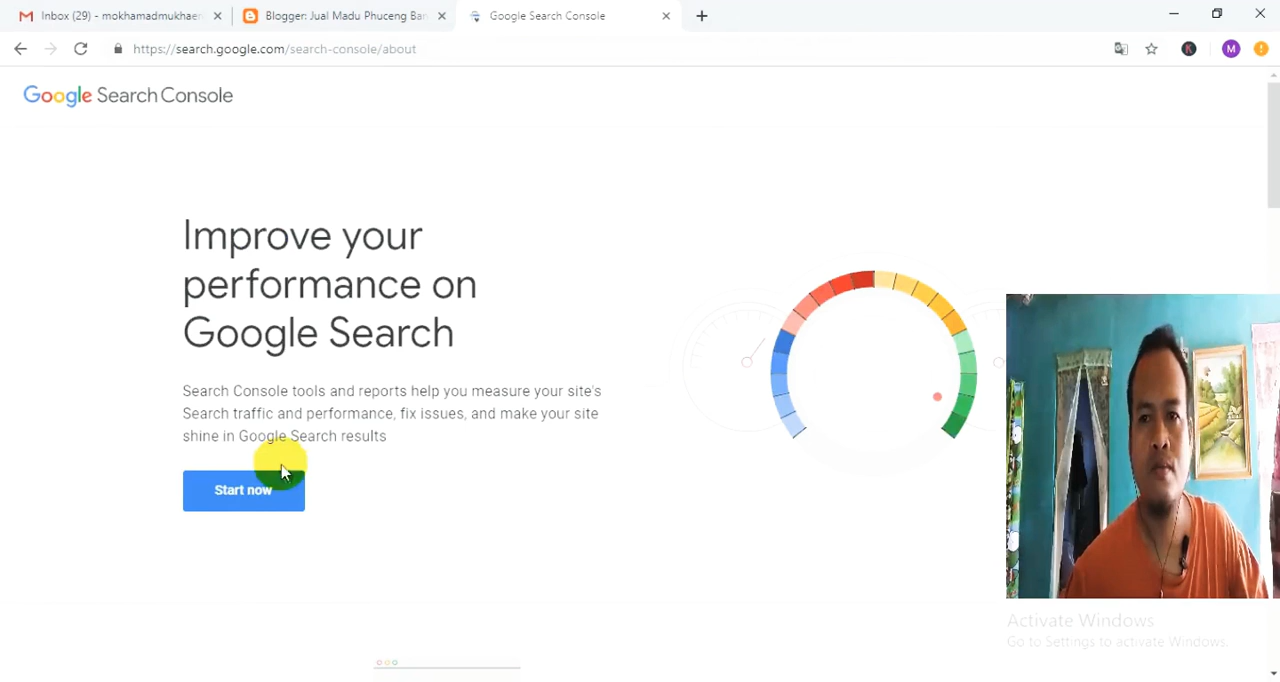 Inbox (29) - mokhamadmukhaer
Blogger: Jual Madu Phuceng Ban
Google Search Console
https://search.google.com/search-console/about
K
M
Google Search Console
Improve your
performance on
Google Search
Search Console tools and reports help you measure your site's
Search traffic and performance, fix issues, and make your site
shine in Google Search results
Start now
Activate Windows
Go to Settings to activate Windows.